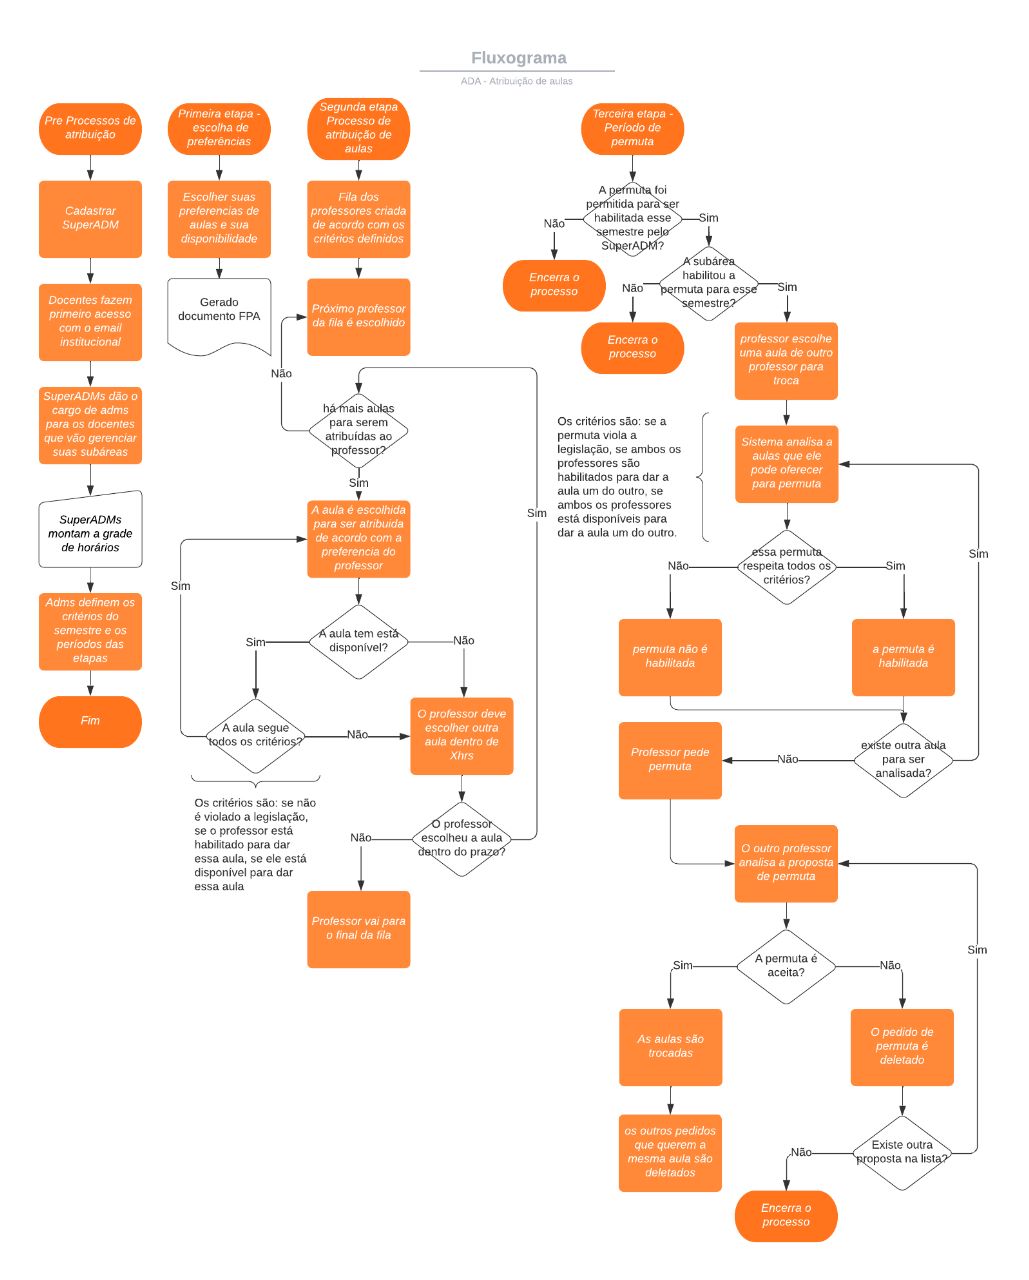 Fluxograma
ADA - Atribuição de aulas
Pre Processos de
atribuição
Cadastrar
SuperADM
Docentes fazem
primeiro acesso
com o email
institucional
SuperADMs dão o
cargo de adms
para os docentes
que vão gerenciar
suas subáreas
SuperADMs
montam a grade
de horários
Adms definem os
critérios do
semestre e os
períodos das
etapas
Fim
Primeira etapa -
escolha de
preferências
Escolher suas
preferencias de
aulas e sua
disponibilidade
Gerado
documento FPA
Segunda etapa
Processo de
atribuição de
aulas
Fila dos
professores criada
de acordo com os
critérios definidos
Próximo professor
da fila é escolhido
Não
há mais aulas
para serem
atribuídas ao
professor?
Sim
A aula é escolhida
para ser atribuida
de acordo com a
preferencia do
professor
Sim
Sim
A aula tem está
disponível?
Sim
Não
A aula segue
todos os critérios?
Não
O professor deve
escolher outra
aula dentro de
Xhrs
Os critérios são: se não
é violado a legislação,
se o professor está
habilitado para dar
essa aula, se ele está
disponível para dar
essa aula
O professor
escolheu a aula
dentro do prazo?
Não
Professor vai para
o final da fila
Terceira etapa -
Período de
permuta
A permuta foi
permitida para ser
habilitada esse
semestre pelo
SuperADM?
Não
Sim
Encerra o
processo
A subárea
habilitou a
permuta para esse
semestre?
Não
Sim
Encerra o
processo
professor escolhe
uma aula de outro
professor para
troca
Os critérios são: se a
permuta viola a
legislação, se ambos os
professores são
habilitados para dar a
aula um do outro, se
ambos os professores
está disponíveis para
dar a aula um do outro.
Sistema analisa a
aulas que ele
pode oferecer
para permuta
essa permuta
respeita todos os
critérios?
Não
Sim
Sim
permuta não é
habilitada
a permuta é
habilitada
existe outra aula
para ser
analisada?
Não
Professor pede
permuta
O outro professor
analisa a proposta
de permuta
A permuta é
aceita?
Sim
Não
Sim
As aulas são
trocadas
O pedido de
permuta é
deletado
os outros pedidos
que querem a
mesma aula são
deletados
Existe outra
proposta na lista?
Não
Encerra o
processo